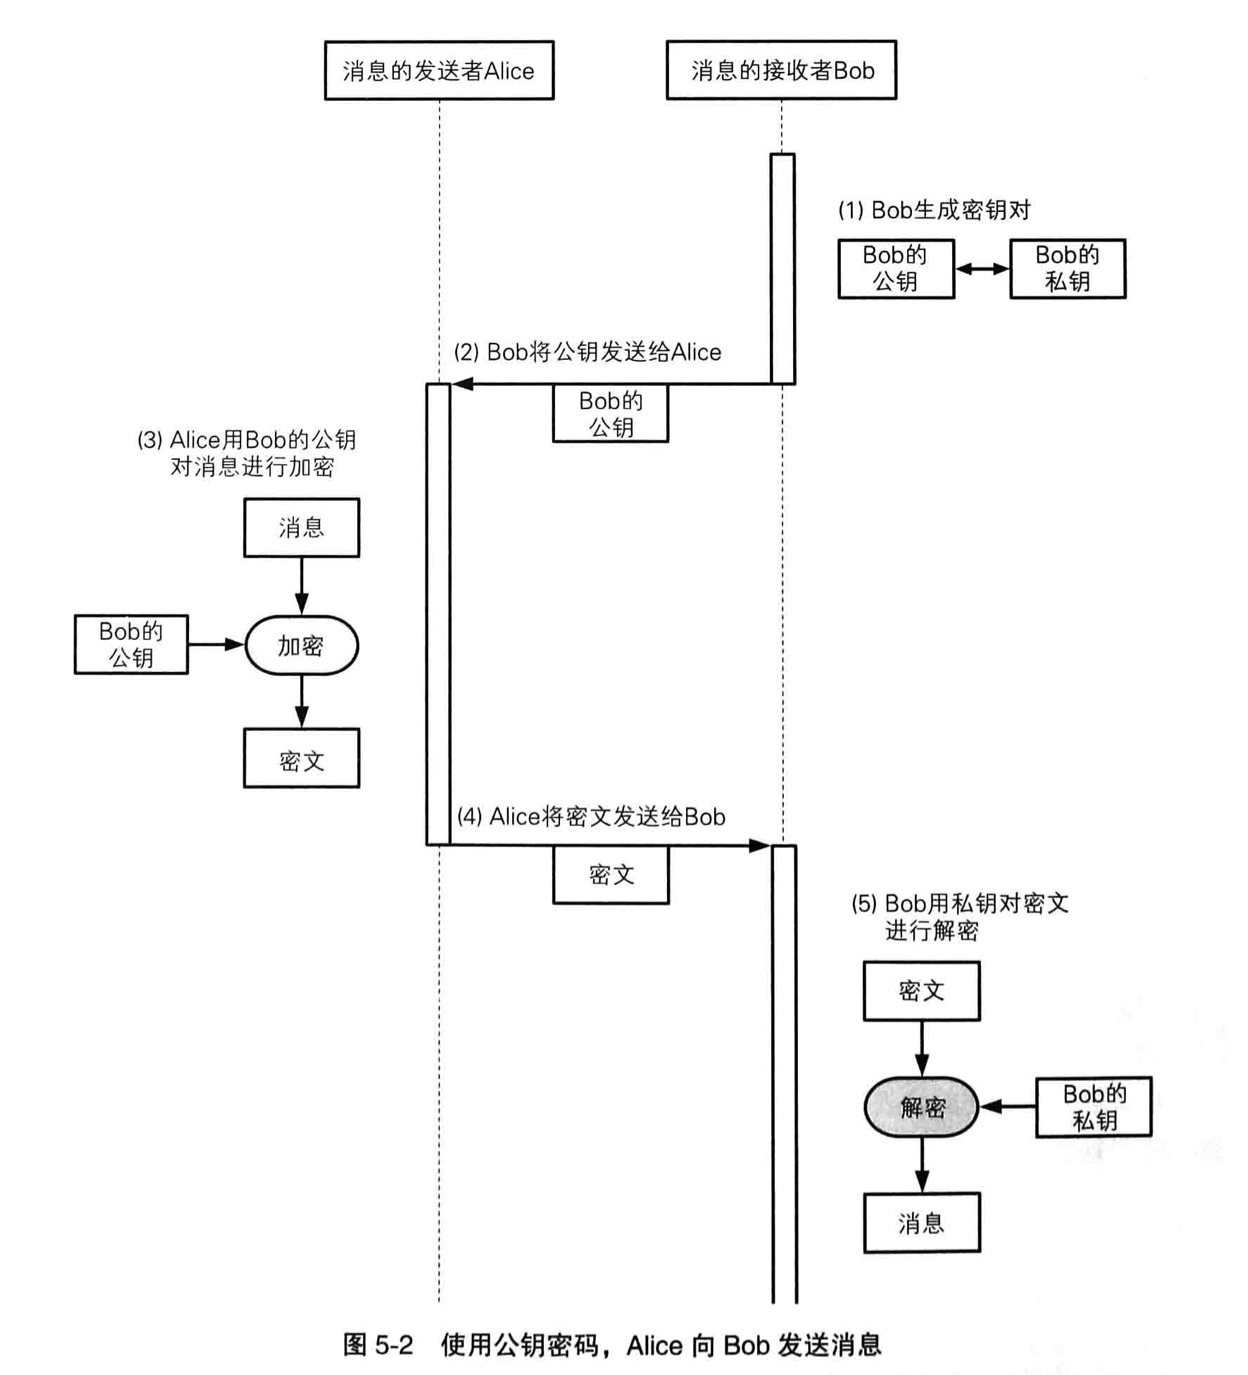 消息的发送者Alice
消息的接收者Bob
(1) Bob生成密钥对
Bob的
公钥
Bob的
私钥
(2) Bob将公钥发送给Alice
Bob的
公钥
(3) Alice用Bob的公钥
对消息进行加密
消息
Bob的
公钥
加密
密文
(4) Alice将密文发送给Bob
密文
(5) Bob用私钥对密文
进行解密
密文
解密
Bob的
私钥
消息
图 5-2 使用公钥密码，Alice 向 Bob 发送消息